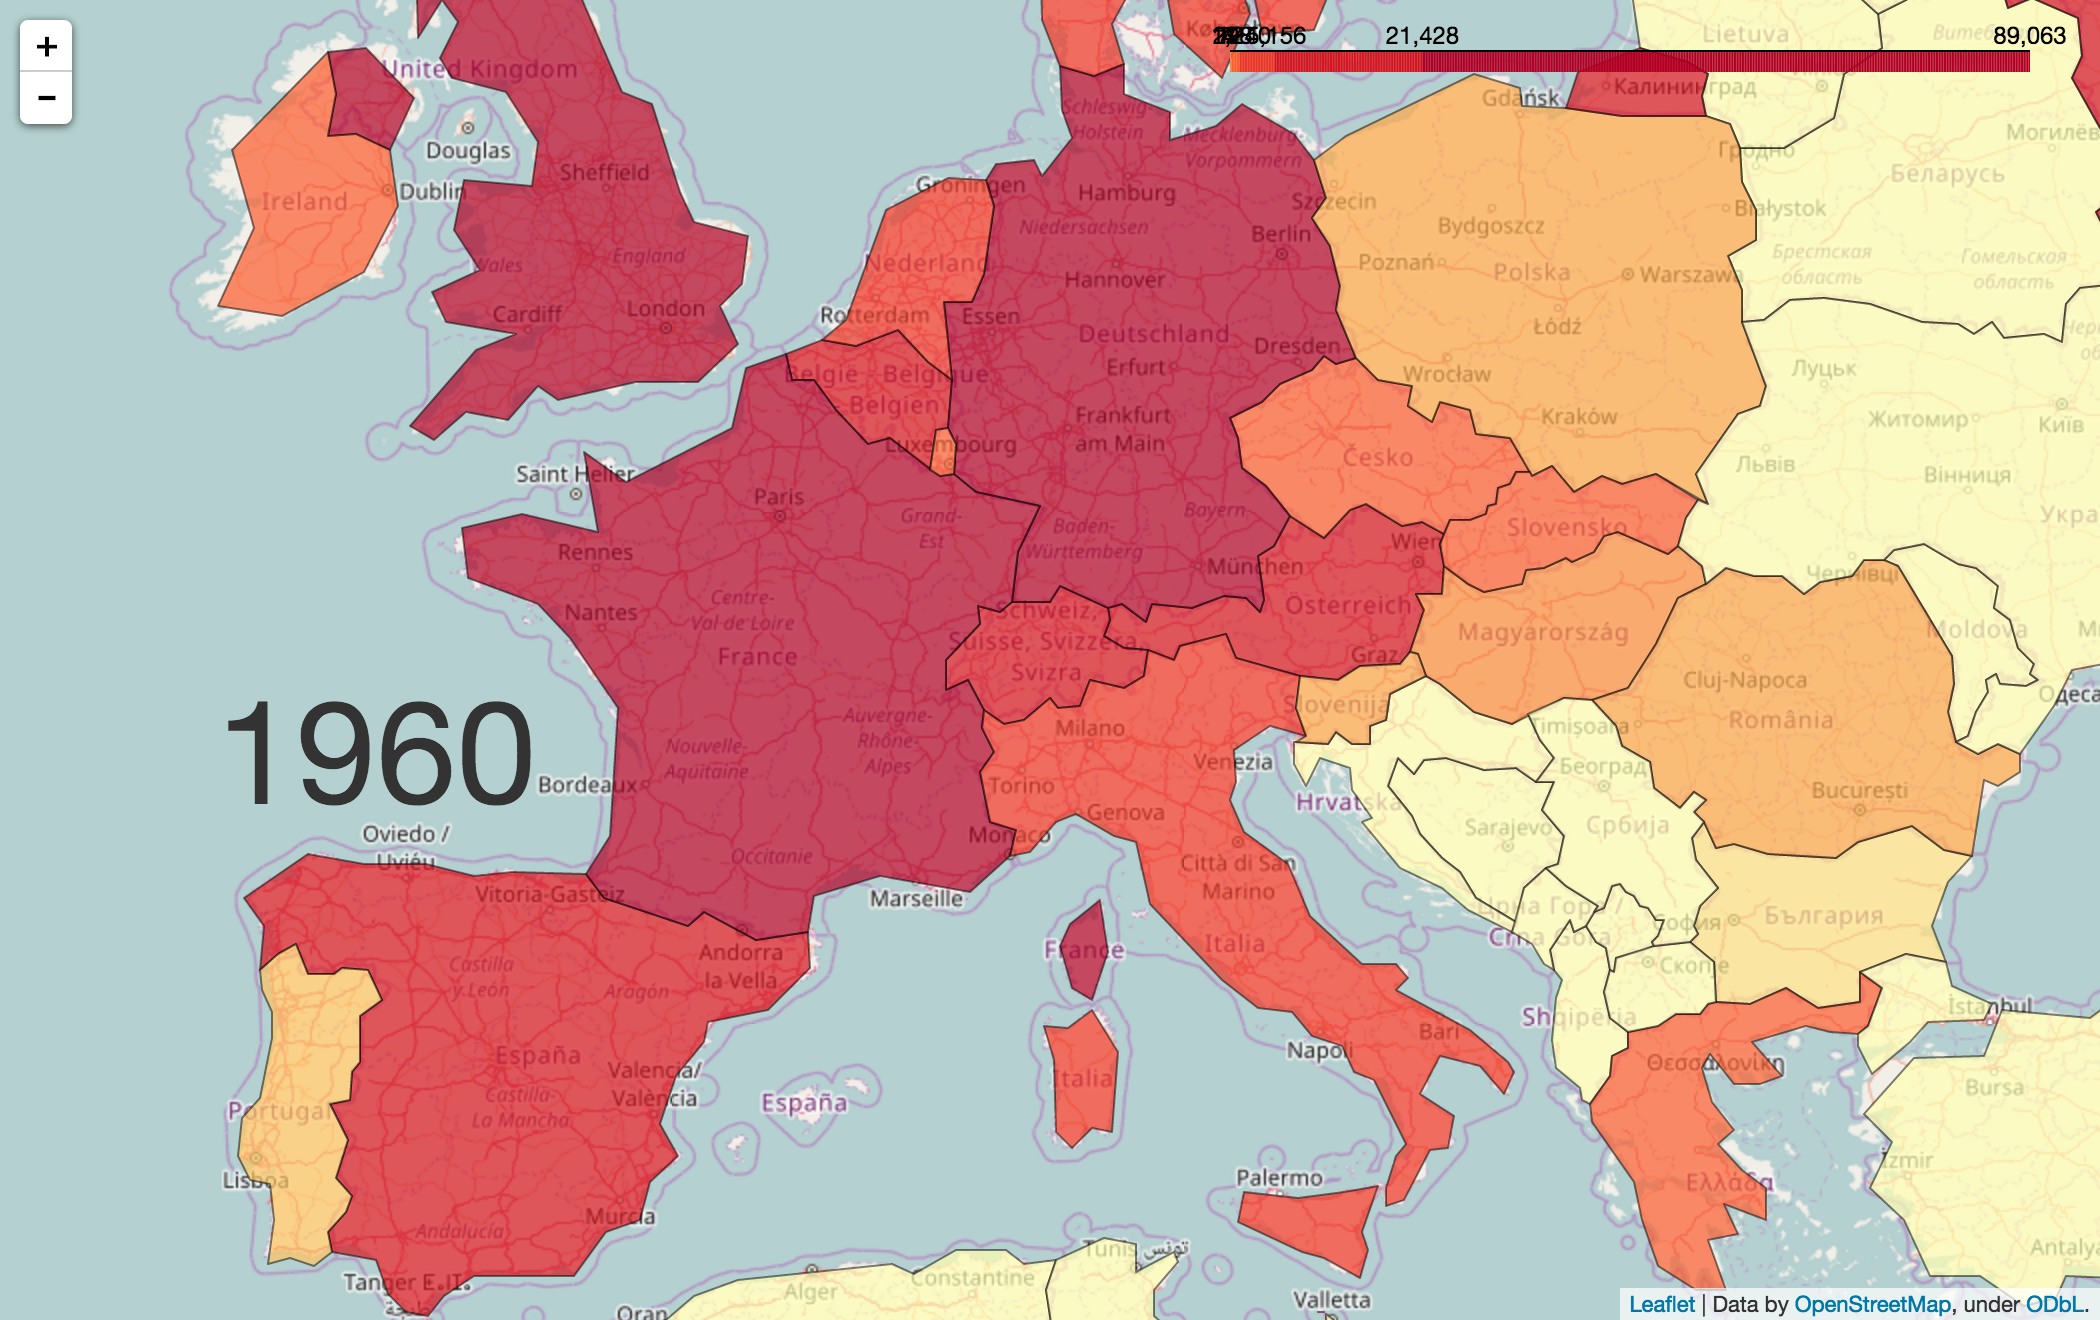 +
−
21,428
89,063
Lietuva
United Kingdom
Калининград
Gdańsk
Schleswig-
Holstein
Mecklenburg-
Vorpommern
Могилёв
Douglas
Гродно
Беларусь
Sheffield
Groningen
Hamburg
Dublin
Ireland
Szczecin
Białystok
Bydgoszcz
Niedersachsen
Berlin
England
Wales
Брестская
область
Гомельская
область
Nederland
Poznań
Polska
Warszawa
Hannover
Cardiff
London
Rotterdam
Essen
Łódź
Deutschland
Dresden
Erfurt
België - Belgique
Belgien
Wrocław
Луцьк
Frankfurt
am Main
Kraków
Житомир
Київ
Luxembourg
Česko
Львів
Вінниця
Saint Helier
Paris
Grand-
Est
Bayern
Baden-
Württemberg
Slovensko
Укра
Rennes
Wien
München
Чернівці
Centre-
Val de Loire
Nantes
Schweiz,
Suisse, Svizzera,
Svizra
Österreich
Magyarország
Moldova
France
Graz
Cluj-Napoca
Slovenija
Одеса
1960
Auvergne-
Rhône-
Alpes
Milano
Timișoara
România
Nouvelle-
Aquitaine
Venezia
Београд
Bordeaux
Torino
București
Hrvatska
Genova
Sarajevo
Србија
Oviedo /
Uviéu
Monaco
Occitanie
Città di San
Marino
Vitoria-Gasteiz
Marseille
Црна Гора /
Crna Gora
София
България
Andorra
la Vella
France
Italia
Castilla
y León
Aragón
Скопје
İstanbul
Shqipëria
Bari
España
Napoli
Θεσσαλονίκη
Valencia/
València
Italia
Bursa
Castilla-
La Mancha
España
Portugal
Lisboa
Palermo
Ελλάδα
İzmir
Murcia
Andalucía
Tunis تونس
Antalya
Tanger ⵟⵏⵊⴰ
طنجة
Alger
Constantine
Valletta
Oran
Leaflet | Data by OpenStreetMap, under ODbL.